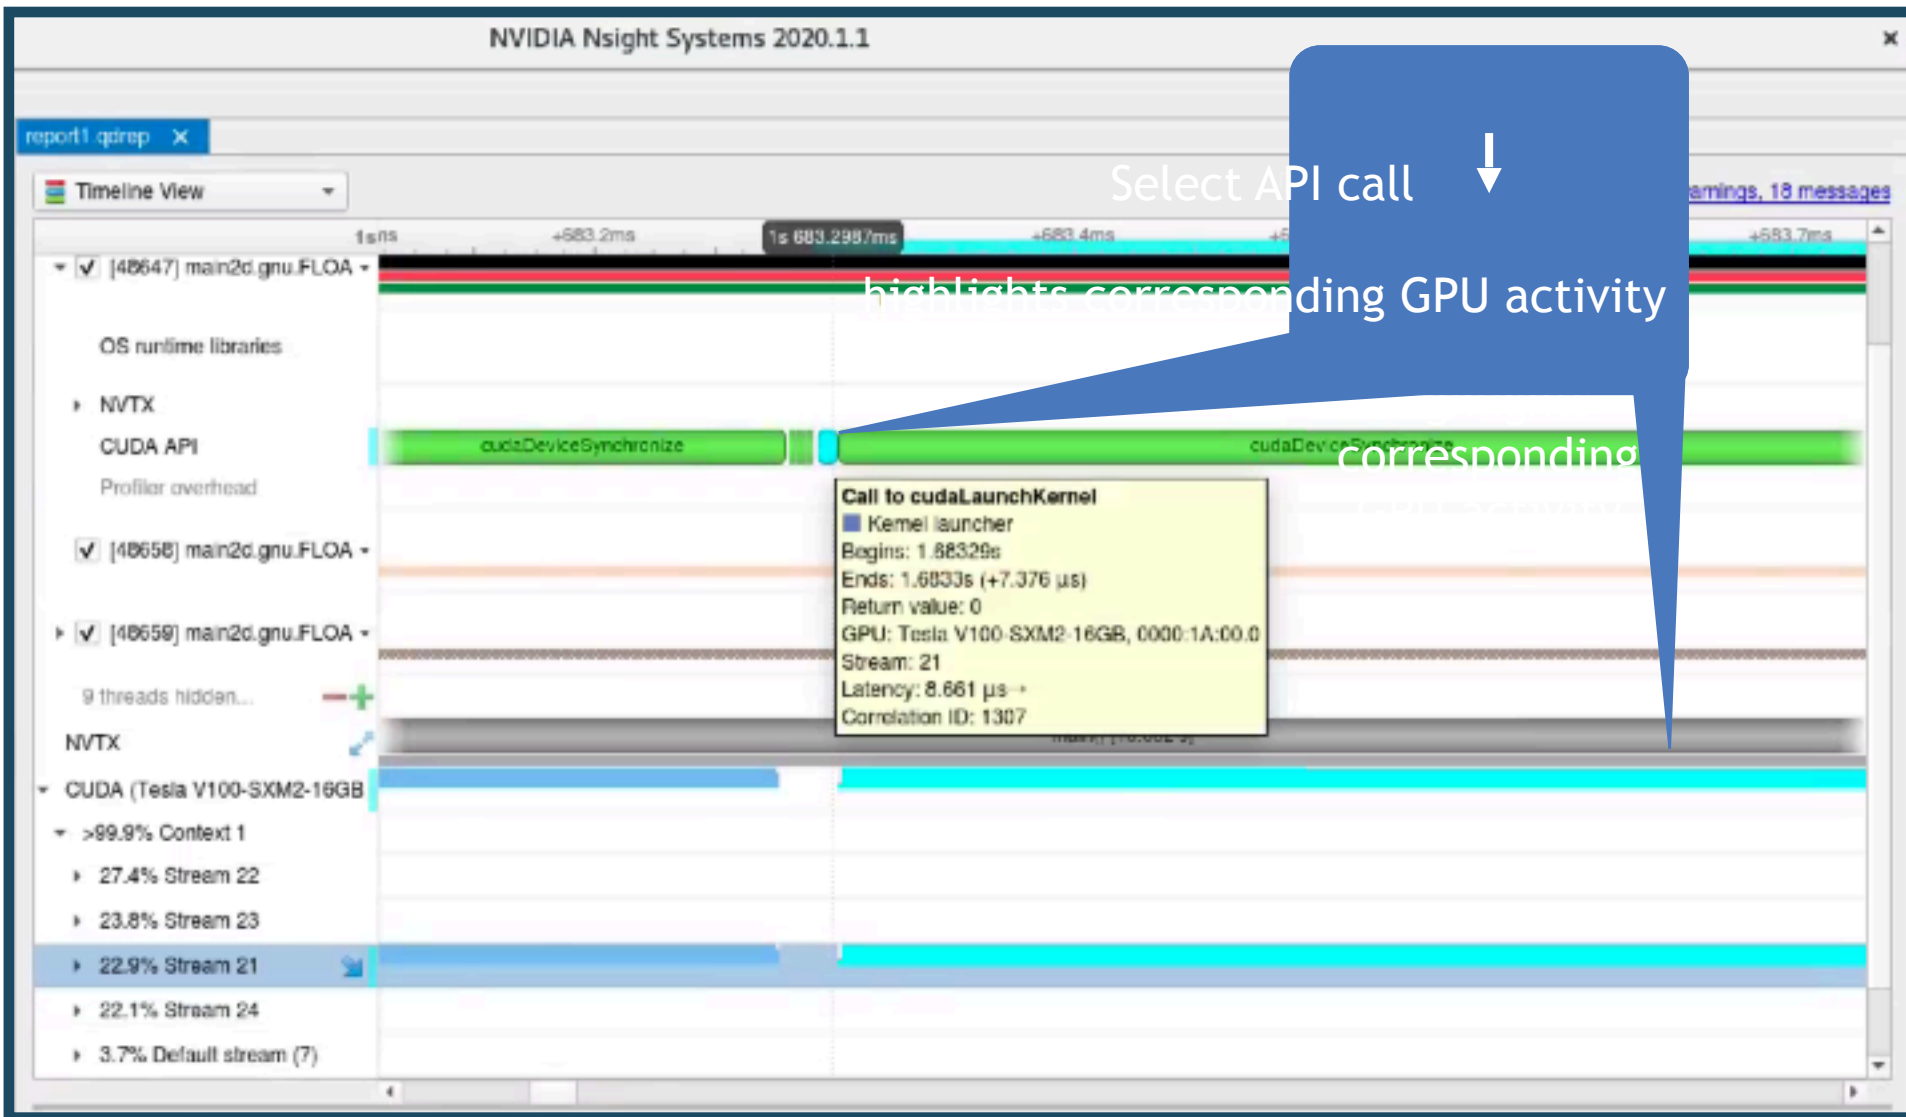 NVIDIA Nsight Systems 2020.1.1
report1.qdrep
Timeline View
arnings, 18 messages
1s
+683.2ms
1s 683.2987ms
+683.4ms
+683.7ms
Select API call
highlights corresponding GPU activity
corresponding
[48647] main2d.gnu.FLOA
OS runtime libraries
NVTX
CUDA API
cudaDeviceSynchronize
cudaDeviceSynchronize
Profiler overhead
Call to cudaLaunchKernel
Kernel launcher
Begins: 1.68329s
Ends: 1.6833s (+7.376 µs)
Return value: 0
GPU: Tesla V100-SXM2-16GB, 0000:1A:00.0
Stream: 21
Latency: 8.661 µs→
Correlation ID: 1307
[48658] main2d.gnu.FLOA
[48659] main2d.gnu.FLOA
9 threads hidden...
NVTX
CUDA (Tesla V100-SXM2-16GB
>99.9% Context 1
27.4% Stream 22
23.8% Stream 23
22.9% Stream 21
22.1% Stream 24
3.7% Default stream (7)